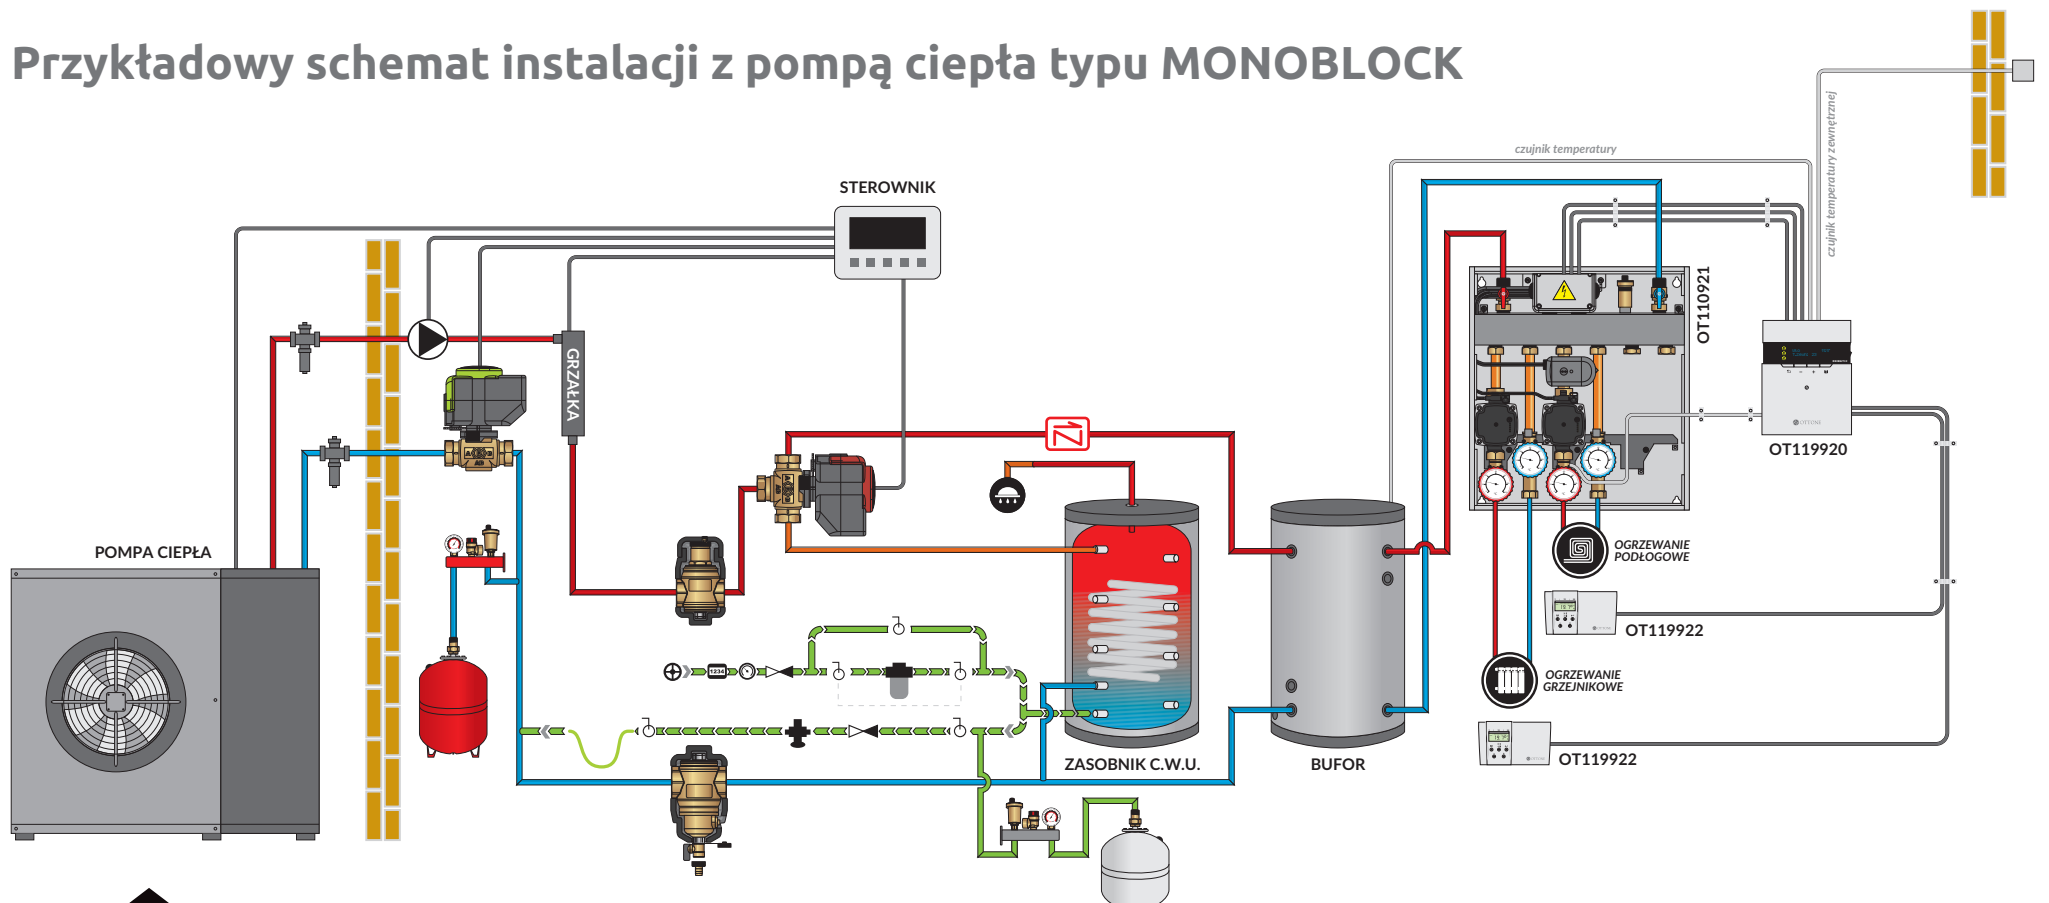 Przykładowy schemat instalacji z pompą ciepła typu MONOBLOCK
czujnik temperatury zewnętrznej
czujnik temperatury
STEROWNIK
OT110921
GRZAŁKA
OT119920
POMPA CIEPŁA
OGRZEWANIE
PODŁOGOWE
OT119922
1234
OGRZEWANIE
GRZEJNIKOWE
OT119922
ZASOBNIK C.W.U.
BUFOR